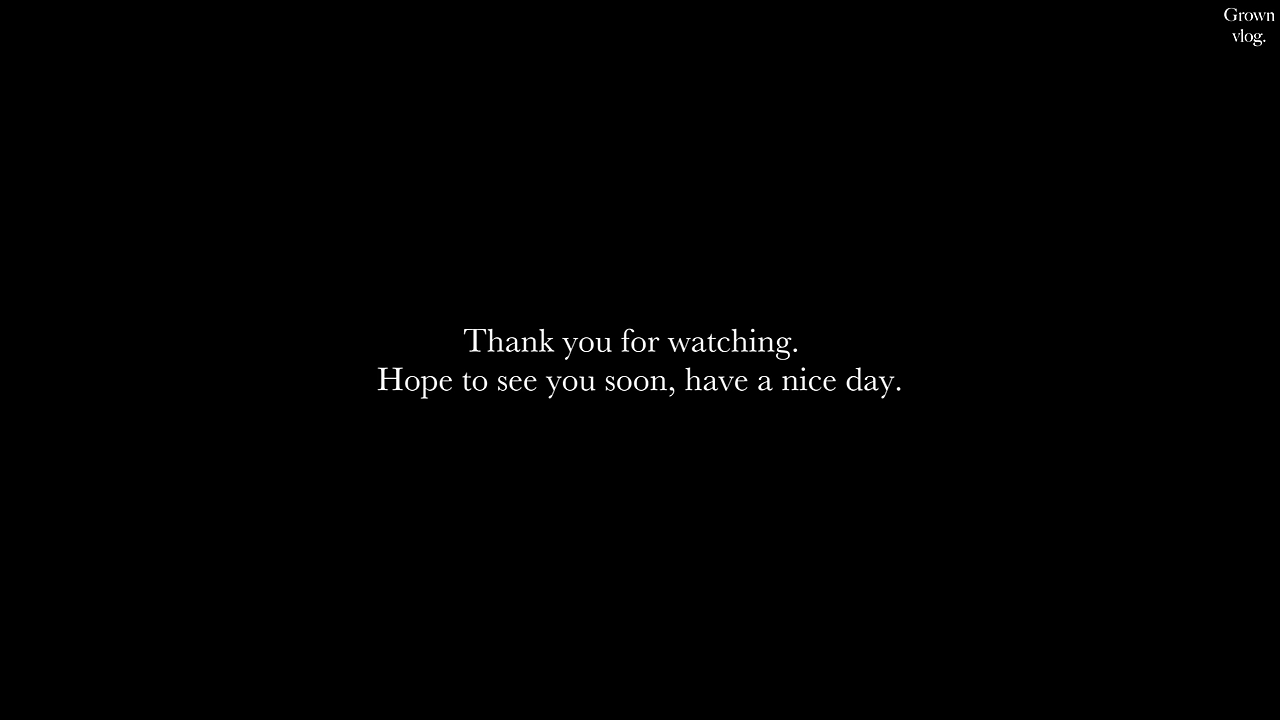 Grown
vlog.
Thank you for watching.
Hope to see you soon, have a nice day.